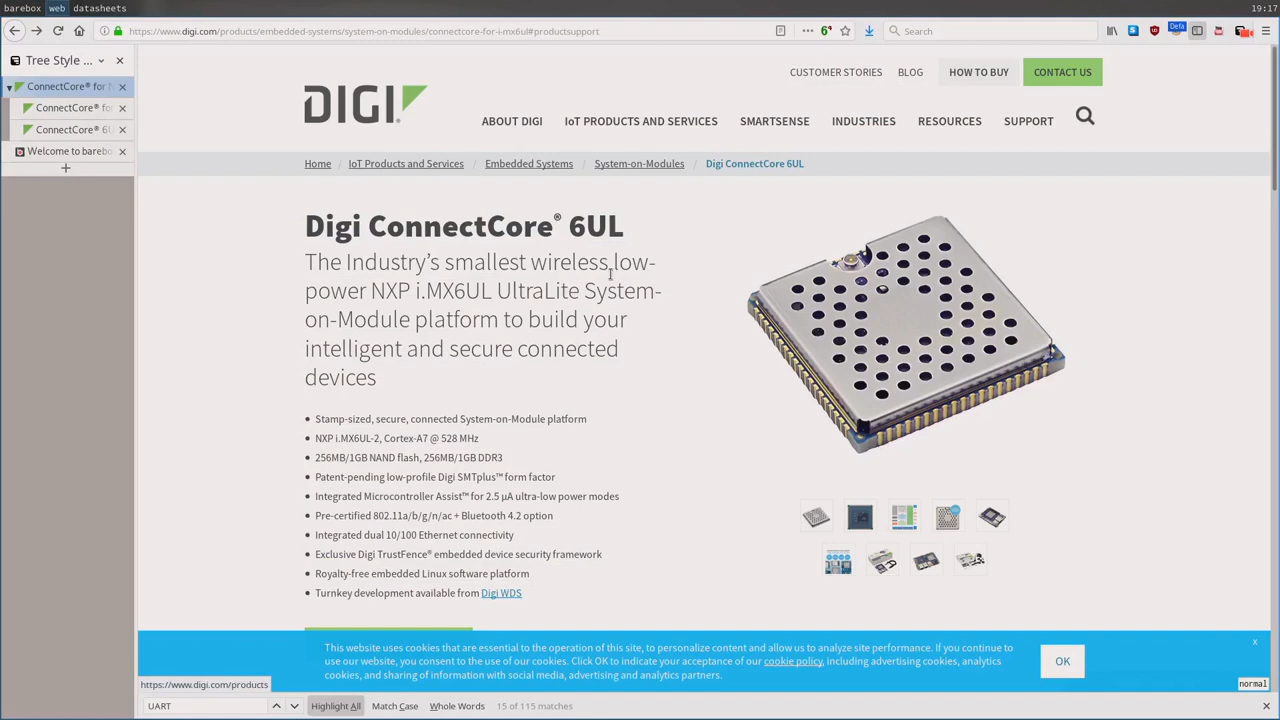 barebox web datasheets
19:17
https://www.digi.com/products/embedded-systems/system-on-modules/connectcore-for-i-mx6ul#productsupport
6
Search
Defa
Tree Style
ConnectCore® for
ConnectCore® fo
ConnectCore® 6U
Welcome to barebo
CUSTOMER STORIES BLOG HOW TO BUY CONTACT US
DIGI
ABOUT DIGI IoT PRODUCTS AND SERVICES SMARTSENSE INDUSTRIES RESOURCES SUPPORT
Home / IoT Products and Services / Embedded Systems / System-on-Modules / Digi ConnectCore 6UL
Digi ConnectCore® 6UL
The Industry’s smallest wireless low-
power NXP i.MX6UL UltraLite System-
on-Module platform to build your
intelligent and secure connected
devices
• Stamp-sized, secure, connected System-on-Module platform
• NXP i.MX6UL-2, Cortex-A7 @ 528 MHz
• 256MB/1GB NAND flash, 256MB/1GB DDR3
• Patent-pending low-profile Digi SMTplus™ form factor
• Integrated Microcontroller Assist™ for 2.5 µA ultra-low power modes
• Pre-certified 802.11a/b/g/n/ac + Bluetooth 4.2 option
• Integrated dual 10/100 Ethernet connectivity
• Exclusive Digi TrustFence® embedded device security framework
• Royalty-free embedded Linux software platform
• Turnkey development available from Digi WDS
This website uses cookies that are essential to the operation of this site, to personalize content and allow us to analyze site performance. If you continue to
use our website, you consent to the use of our cookies. Click OK to indicate your acceptance of our cookie policy, including advertising cookies, analytics
cookies, and sharing of information with social media, advertising and analytics partners.
OK
x
https://www.digi.com/products
normal
UART
Highlight All Match Case Whole Words 15 of 115 matches